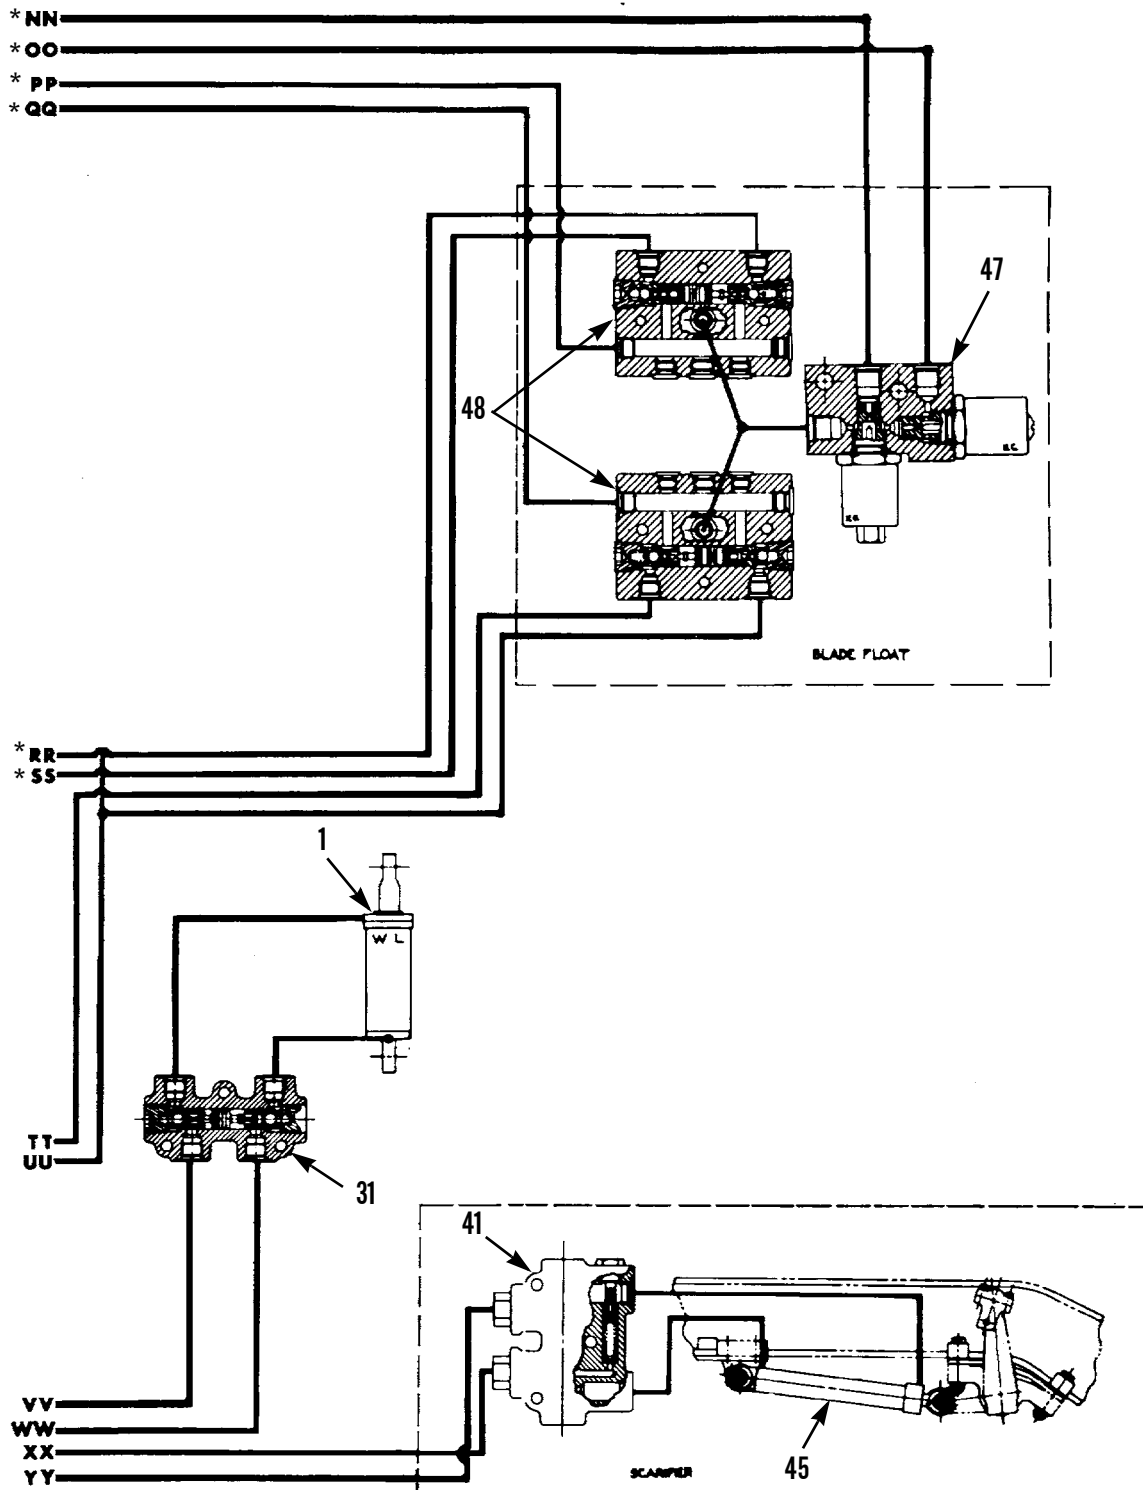 *NN
*OO
* PP
*QQ
47
48
N.C.
BLADE FLOAT
*RR
*SS
1
W L
TT
UU
31
41
VV
WW
XX
YY
SCARIFIER
45